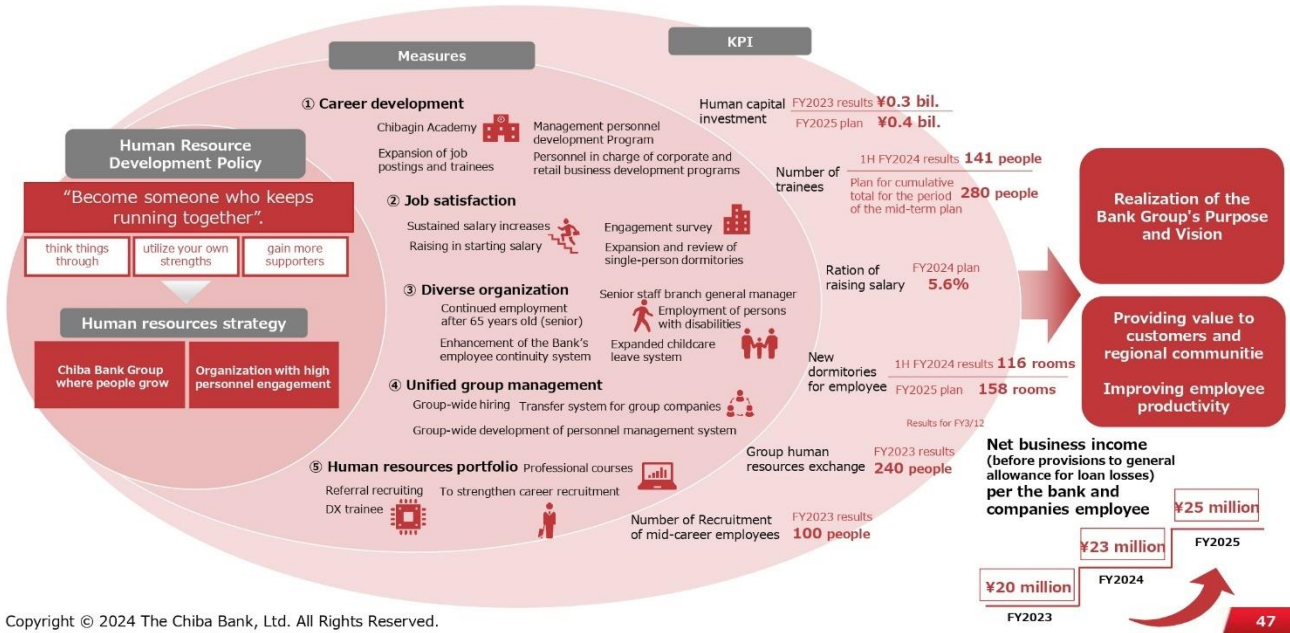 Measures
KPI
Human Resource
Development Policy
“Become someone who keeps
running together”.
think things
through
utilize your own
strengths
gain more
supporters
Human resources strategy
Chiba Bank Group
where people grow
Organization with high
personnel engagement
① Career development
Chibagin Academy
Management personnel
development Program
Expansion of job
postings and trainees
Personnel in charge of corporate and
retail business development programs
② Job satisfaction
Sustained salary increases
Raising in starting salary
Engagement survey
Expansion and review of
single-person dormitories
③ Diverse organization
Continued employment
after 65 years old (senior)
Senior staff branch general manager
Employment of persons
with disabilities
Enhancement of the Bank’s
employee continuity system
Expanded childcare
leave system
④ Unified group management
Group-wide hiring
Transfer system for group companies
Group-wide development of personnel management system
⑤ Human resources portfolio
Professional courses
Referral recruiting
DX trainee
To strengthen career recruitment
Human capital
investment
FY2023 results ¥0.3 bil.
FY2025 plan ¥0.4 bil.
Number of
trainees
1H FY2024 results 141 people
Plan for cumulative
total for the period
of the mid-term plan
280 people
Ration of
raising salary
FY2024 plan
5.6%
New
dormitories
for employee
1H FY2024 results 116 rooms
FY2025 plan 158 rooms
Results for FY3/12
Group human
resources exchange
FY2023 results
240 people
Number of Recruitment
of mid-career employees
FY2023 results
100 people
Realization of the
Bank Group's Purpose
and Vision
Providing value to
customers and
regional communitie
Improving employee
productivity
Net business income
(before provisions to general
allowance for loan losses)
per the bank and
companies employee
¥20 million
FY2023
¥23 million
FY2024
¥25 million
FY2025
Copyright © 2024 The Chiba Bank, Ltd. All Rights Reserved.
47